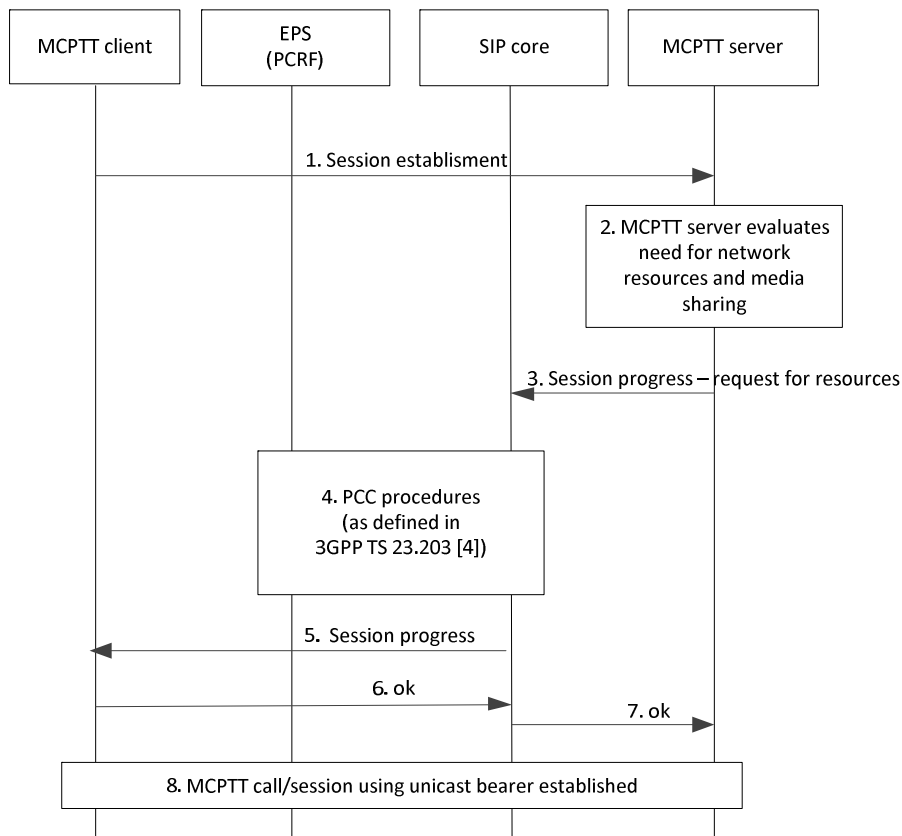 MCPTT client
EPS
(PCRF)
SIP core
MCPTT server
1. Session establisment
2. MCPTT server evaluates
need for network
resources and media
sharing
3. Session progress – request for resources
4. PCC procedures
(as defined in
3GPP TS 23.203 [4])
5. Session progress
6. ok
7. ok
8. MCPTT call/session using unicast bearer established